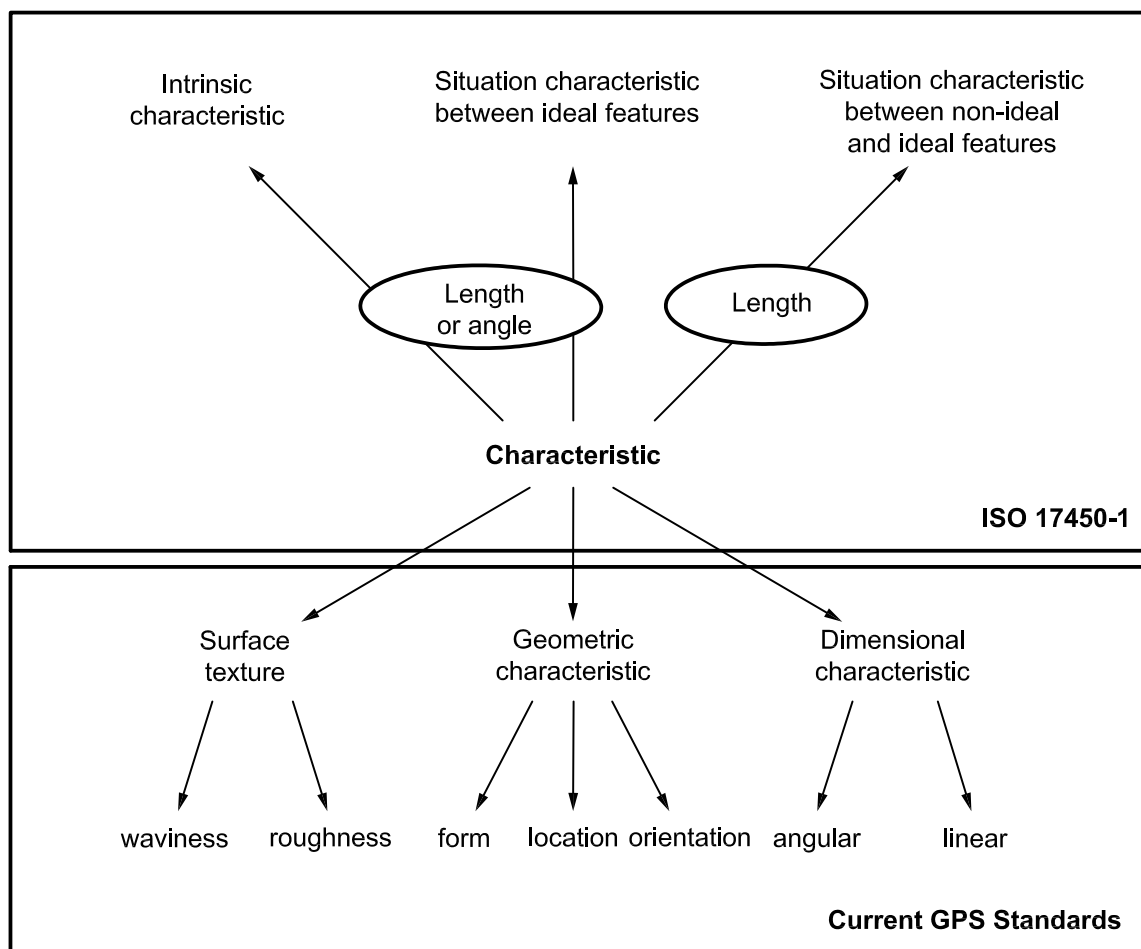 Intrinsic
characteristic
Situation characteristic
between ideal features
Situation characteristic
between non-ideal
and ideal features
Length
or angle
Length
Characteristic
ISO 17450-1
Surface
texture
Geometric
characteristic
Dimensional
characteristic
waviness
roughness
form
location
orientation
angular
linear
Current GPS Standards